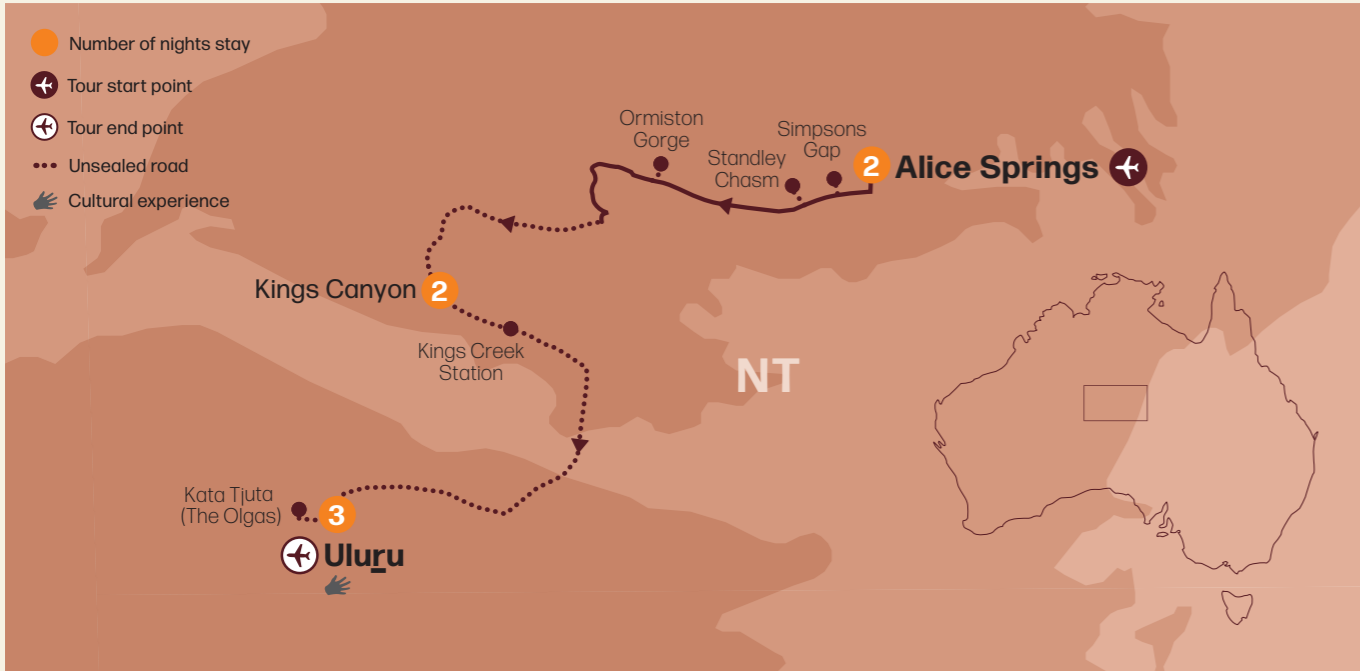 Number of nights stay
Tour start point
Tour end point
Unsealed road
Cultural experience
Ormiston
Gorge
Simpsons
Gap
Standley
Chasm
2
Alice Springs
Kings Canyon
2
Kings Creek
Station
NT
Kata Tjuta
(The Olgas)
3
Uluṟu